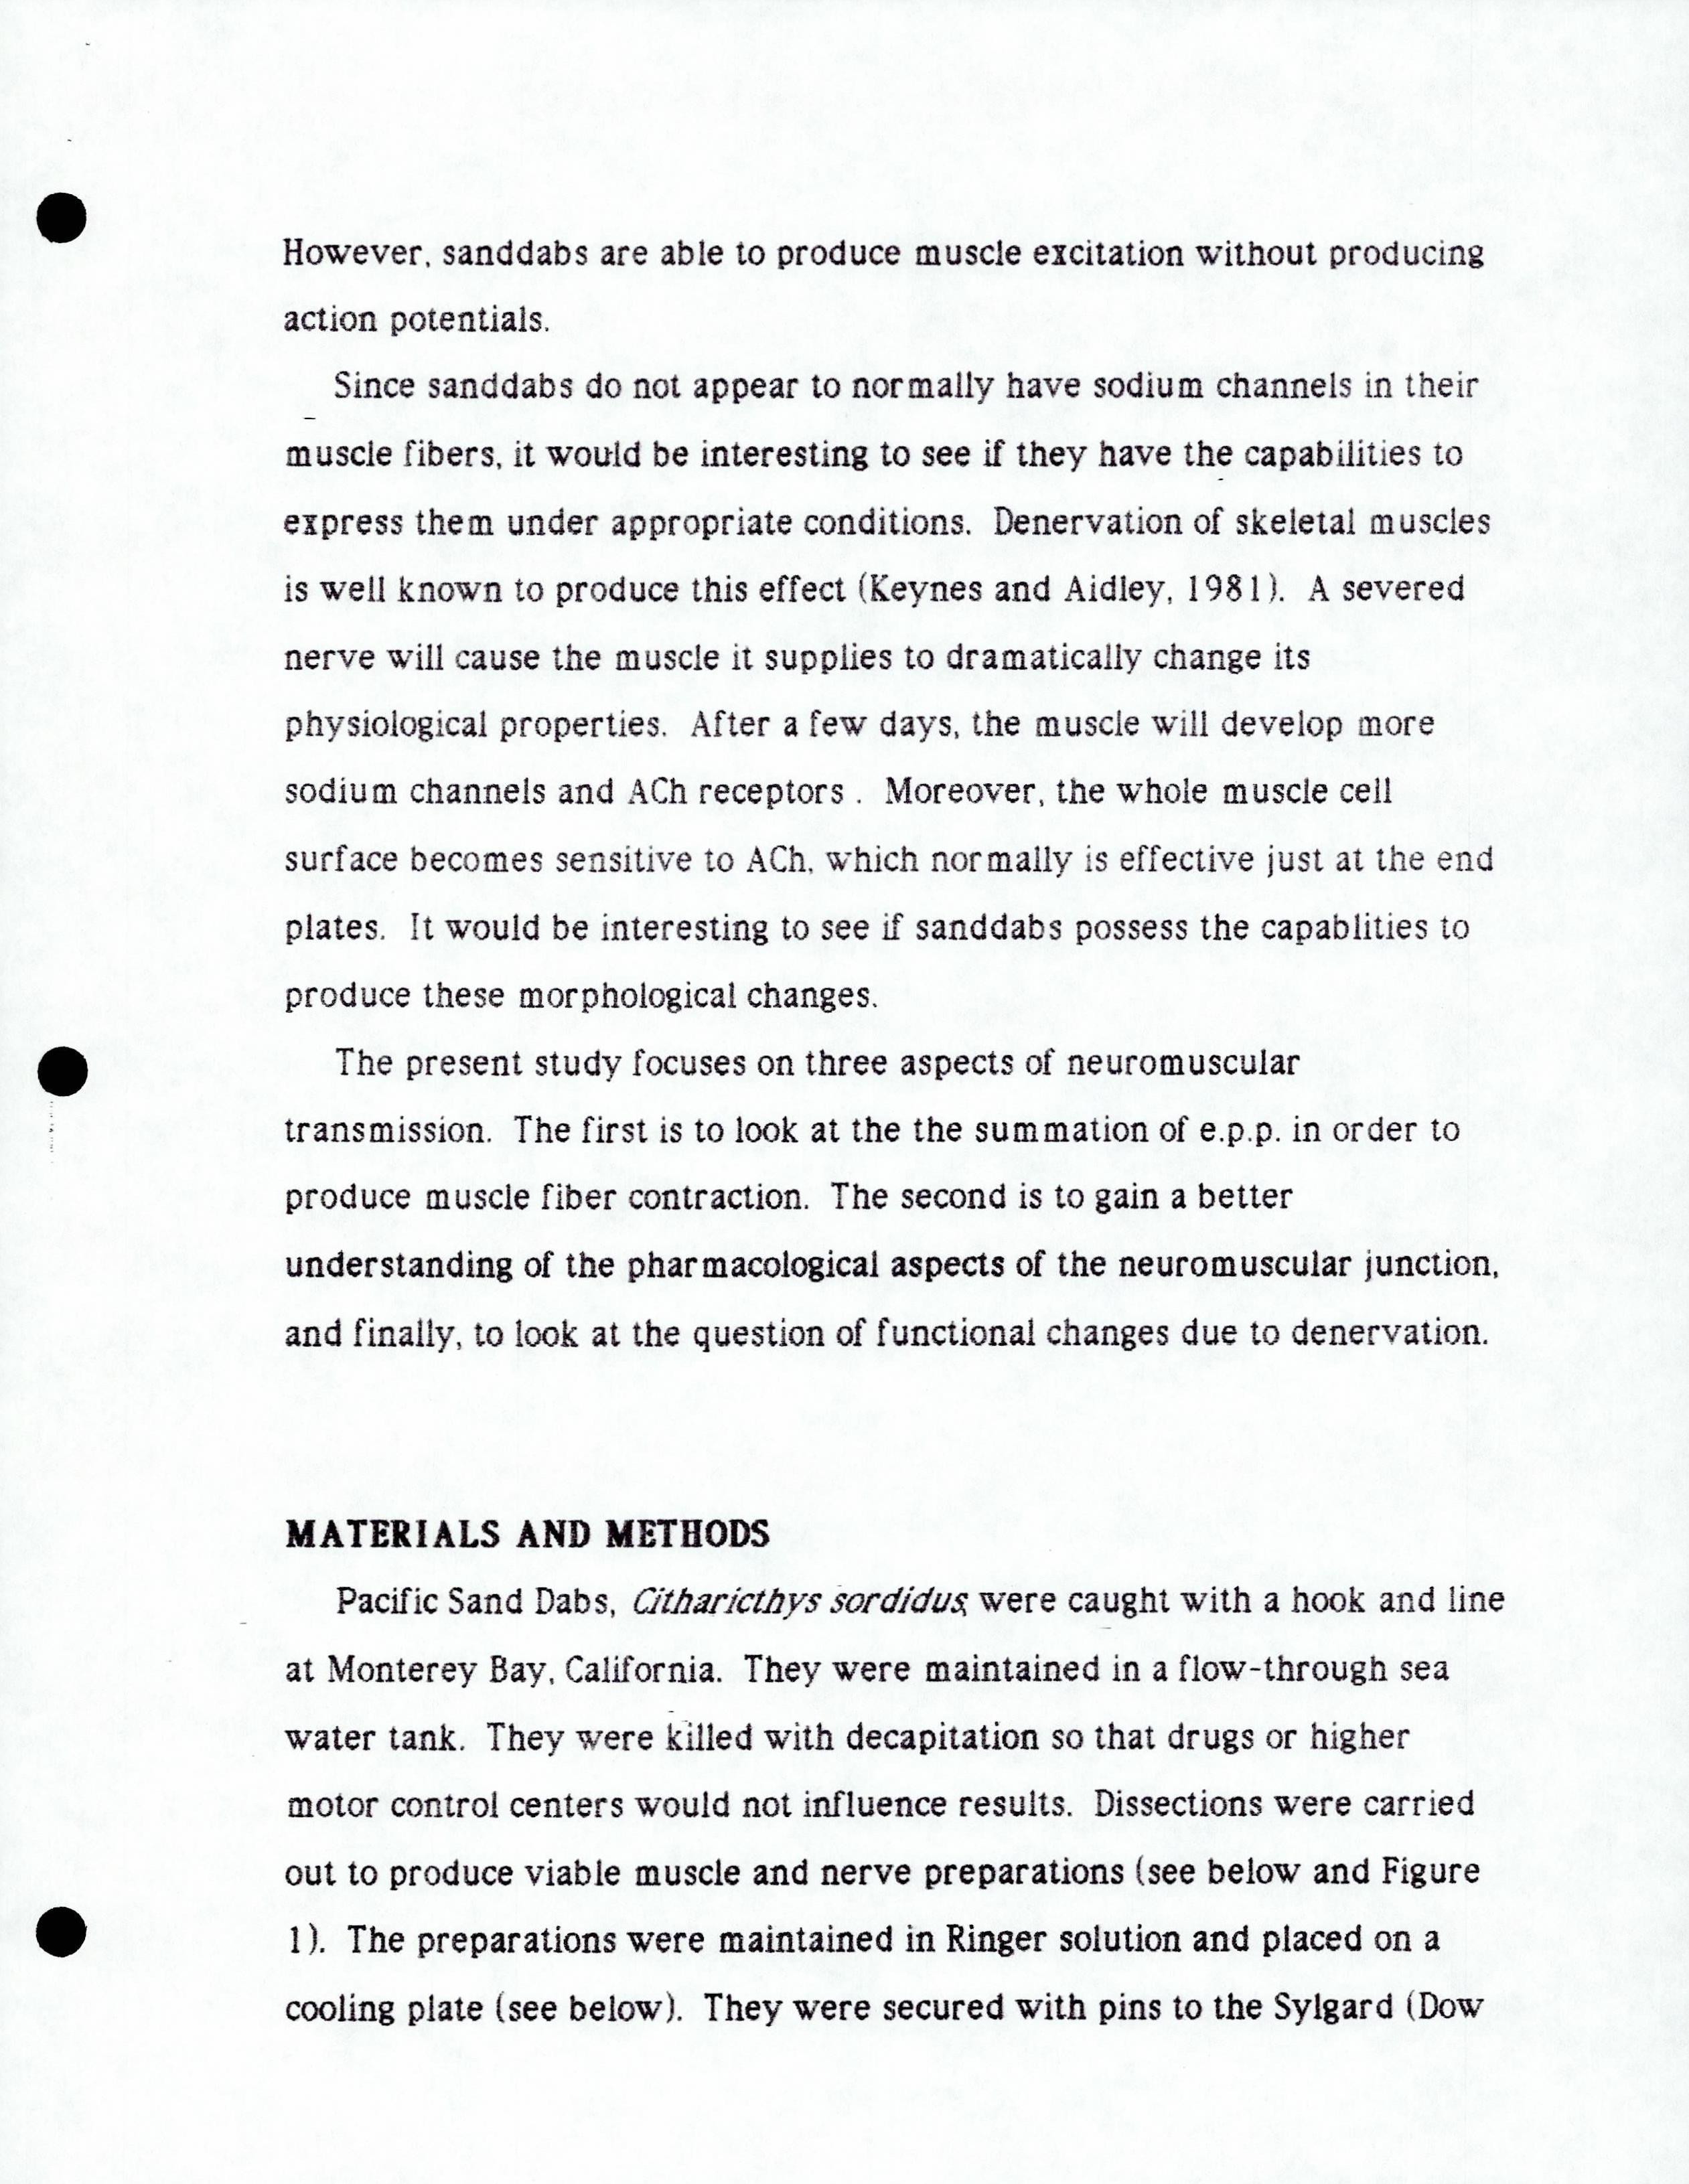 However, sanddabs are able to produce muscle excitation without producing
action potentials.
Since sanddabs do not appear to normally have sodium channels in their
muscle fibers, it would be interesting to see if they have the capabilities to
express them under appropriate conditions. Denervation of skeletal muscles
is well known to produce this effect (Keynes and Aidley, 1981). A severed
nerve will cause the muscle it supplies to dramatically change its
physiological properties. After a few days, the muscle will develop more
sodium channels and ACh receptors . Moreover, the whole muscle cell
surface becomes sensitive to ACh, which normally is effective just at the end
plates. It would be interesting to see if sanddabs possess the capablities to
produce these morphological changes.
The present study focuses on three aspects of neuromuscular
transmission. The first is to look at the the summation of e.p.p. in order to
produce muscle fiber contraction. The second is to gain a better
understanding of the pharmacological aspects of the neuromuscular junction,
and finally, to look at the question of functional changes due to denervation.
MATERIALS AND METHODS
Pacific Sand Dabs, Citharicthys sordidus, were caught with a hook and line
at Monterey Bay, California. They were maintained in a flow-through sea
water tank. They were killed with decapitation so that drugs or higher
motor control centers would not influence results. Dissections were carried
out to produce viable muscle and nerve preparations (see below and Figure
1). The preparations were maintained in Ringer solution and placed on a
cooling plate (see below). They were secured with pins to the Sylgard (Dow